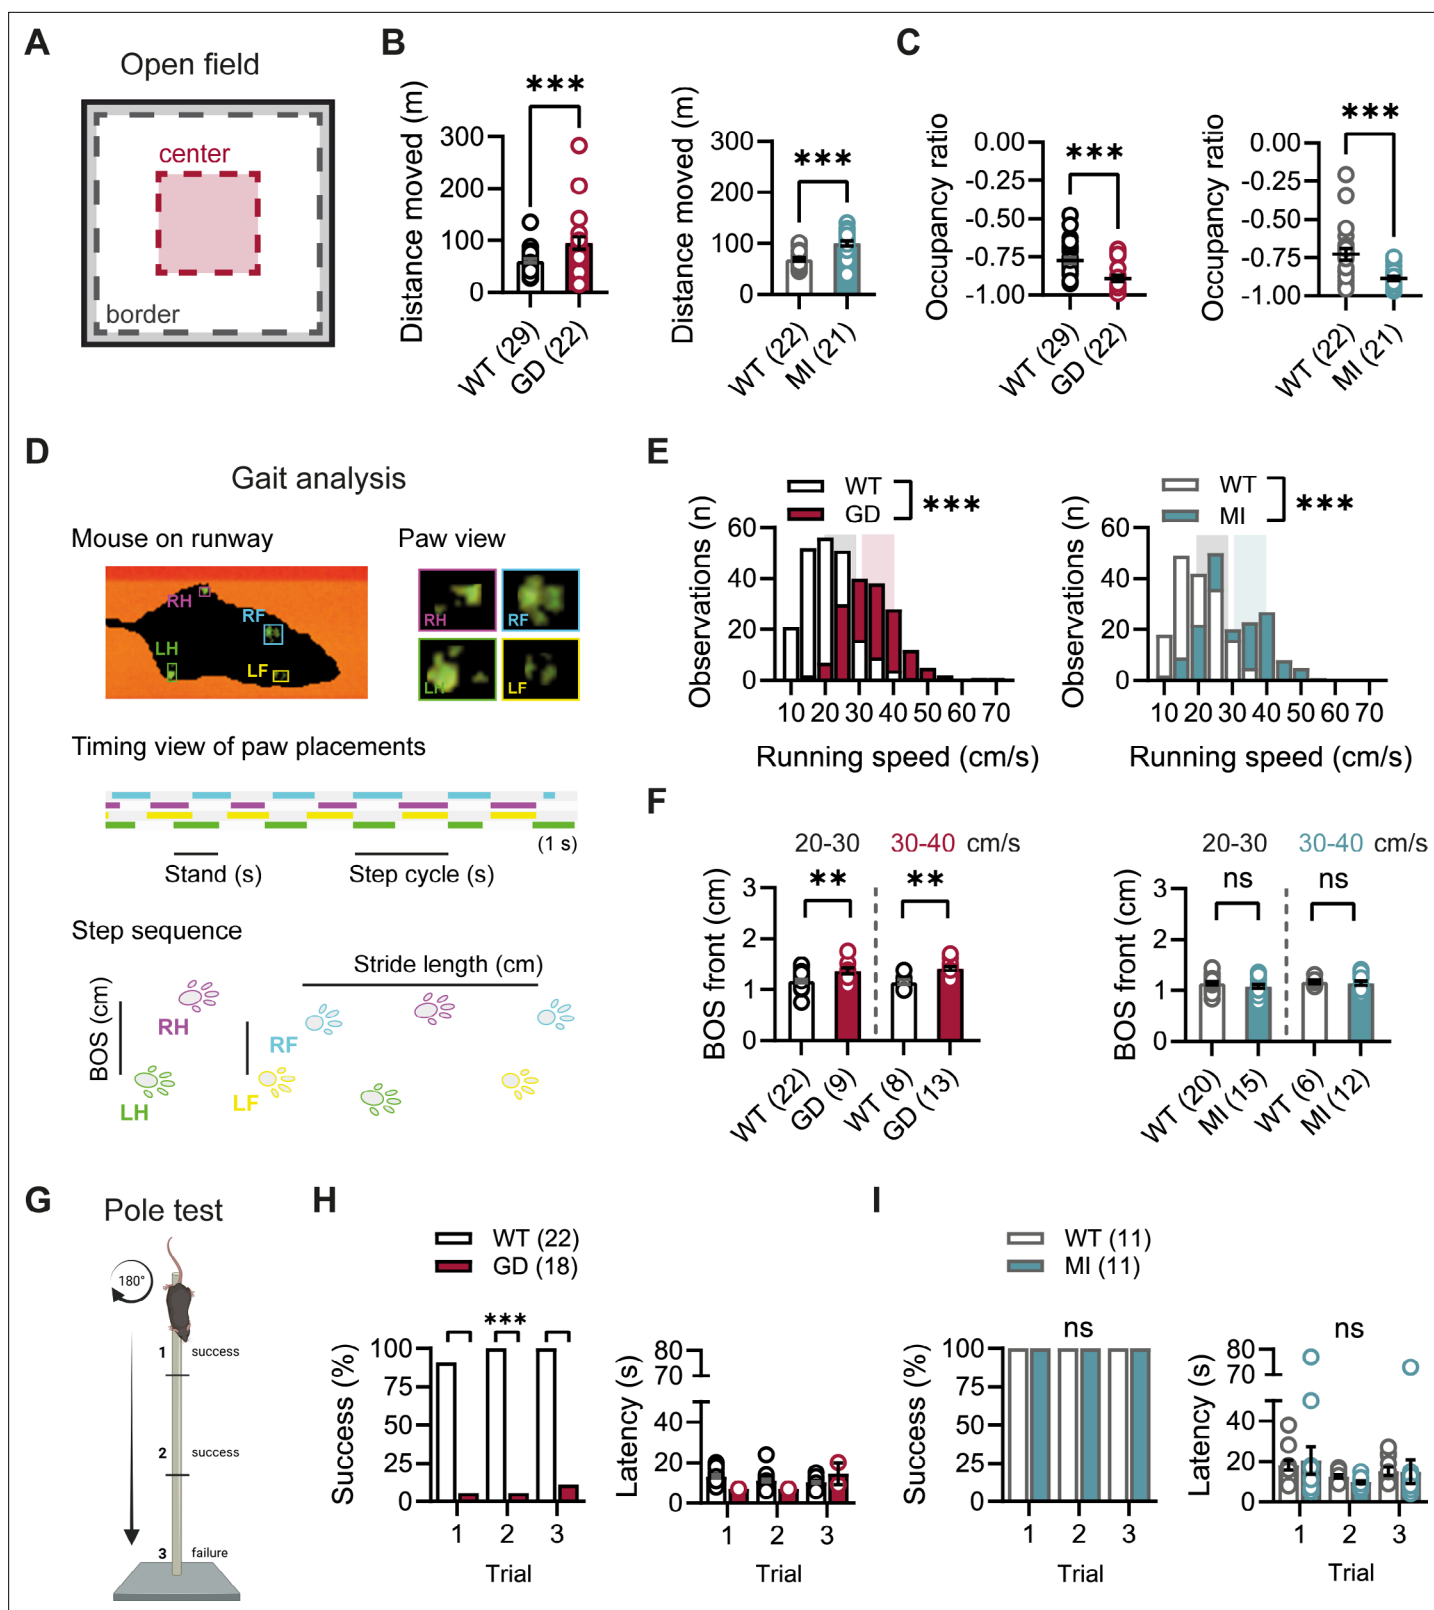 A
Open field
center
border
B
Distance moved (m)
300
200
100
0
***
WT (29)
GD (22)
Distance moved (m)
300
200
100
0
***
WT (22)
MI (21)
C
Occupancy ratio
0.00
-0.25
-0.50
-0.75
-1.00
***
WT (29)
GD (22)
Occupancy ratio
0.00
-0.25
-0.50
-0.75
-1.00
***
WT (22)
MI (21)
D
Gait analysis
Mouse on runway
RH
RF
LH
LF
Paw view
RH
RF
LH
LF
Timing view of paw placements
(1 s)
Stand (s)
Step cycle (s)
Step sequence
Stride length (cm)
BOS (cm)
RH
RF
LH
LF
E
WT
GD
***
Observations (n)
60
40
20
0
10 20 30 40 50 60 70
Running speed (cm/s)
WT
MI
***
Observations (n)
60
40
20
0
10 20 30 40 50 60 70
Running speed (cm/s)
F
20-30 30-40 cm/s
** **
BOS front (cm)
3
2
1
0
WT (22)
GD (9)
WT (8)
GD (13)
20-30 30-40 cm/s
ns ns
BOS front (cm)
3
2
1
0
WT (20)
MI (15)
WT (6)
MI (12)
G
Pole test
180°
1 success
2 success
3 failure
H
WT (22)
GD (18)
***
Success (%)
100
75
50
25
0
1 2 3
Trial
Latency (s)
80
70
40
20
0
1 2 3
Trial
I
WT (11)
MI (11)
ns
Success (%)
100
75
50
25
0
1 2 3
Trial
ns
Latency (s)
80
70
40
20
0
1 2 3
Trial